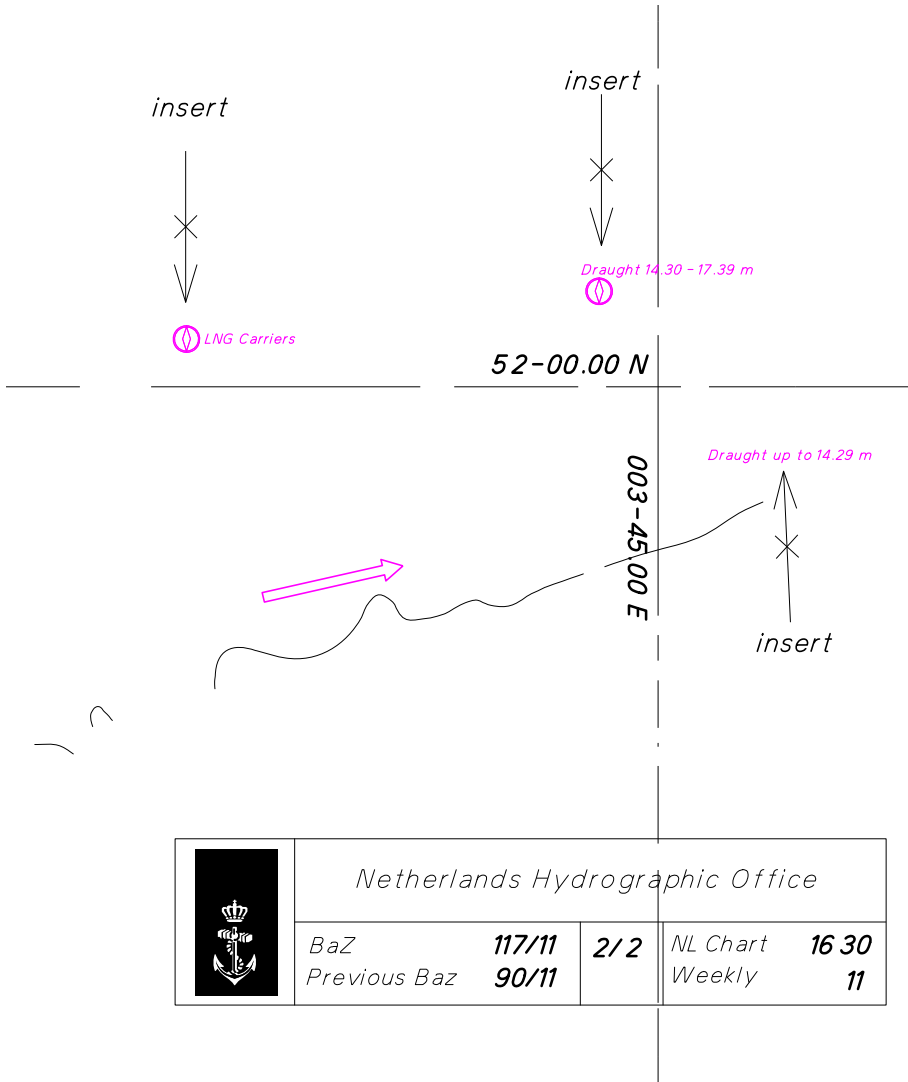 insert
insert
Draught 14.30 - 17.39 m
LNG Carriers
52-00.00 N
003-45.00 E
Draught up to 14.29 m
insert
Netherlands Hydrographic Office
BaZ 117/11
Previous Baz 90/11
2/2
NL Chart 1630
Weekly 11